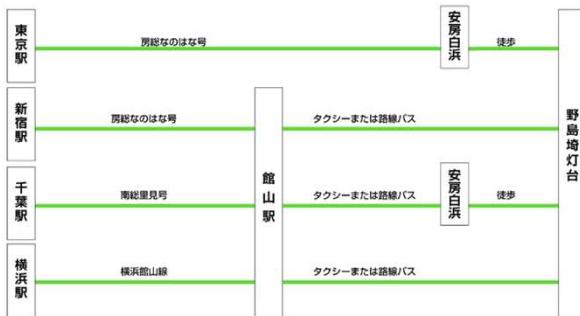 東京駅
房総なのはな号
安房白浜
徒歩
新宿駅
房総なのはな号
館山駅
タクシーまたは路線バス
野島埼灯台
千葉駅
南総里見号
タクシーまたは路線バス
安房白浜
徒歩
横浜駅
横浜館山線
タクシーまたは路線バス